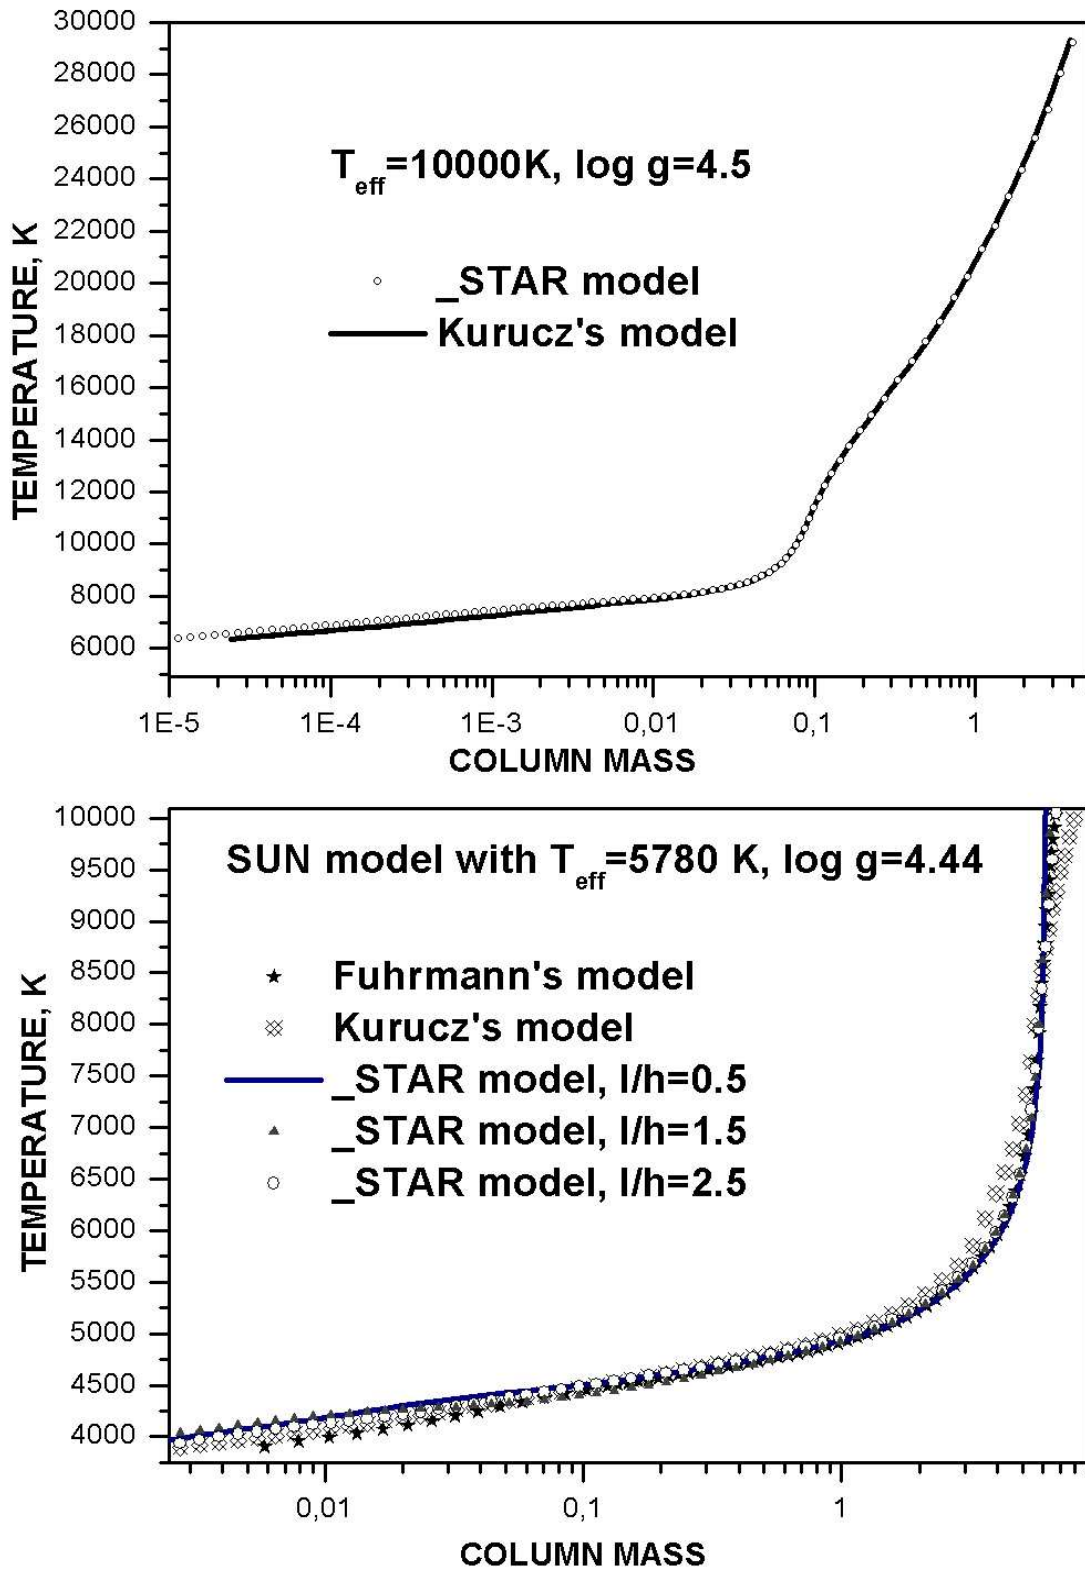 30000
28000
26000
24000
22000
20000
18000
16000
14000
12000
10000
8000
6000
TEMPERATURE, K
T_eff=10000K, log g=4.5
_STAR model
Kurucz's model
1E-5 1E-4 1E-3 0,01 0,1 1
COLUMN MASS
10000
9500
9000
8500
8000
7500
7000
6500
6000
5500
5000
4500
4000
TEMPERATURE, K
SUN model with T_eff=5780 K, log g=4.44
Fuhrmann's model
Kurucz's model
_STAR model, l/h=0.5
_STAR model, l/h=1.5
_STAR model, l/h=2.5
0,01 0,1 1
COLUMN MASS